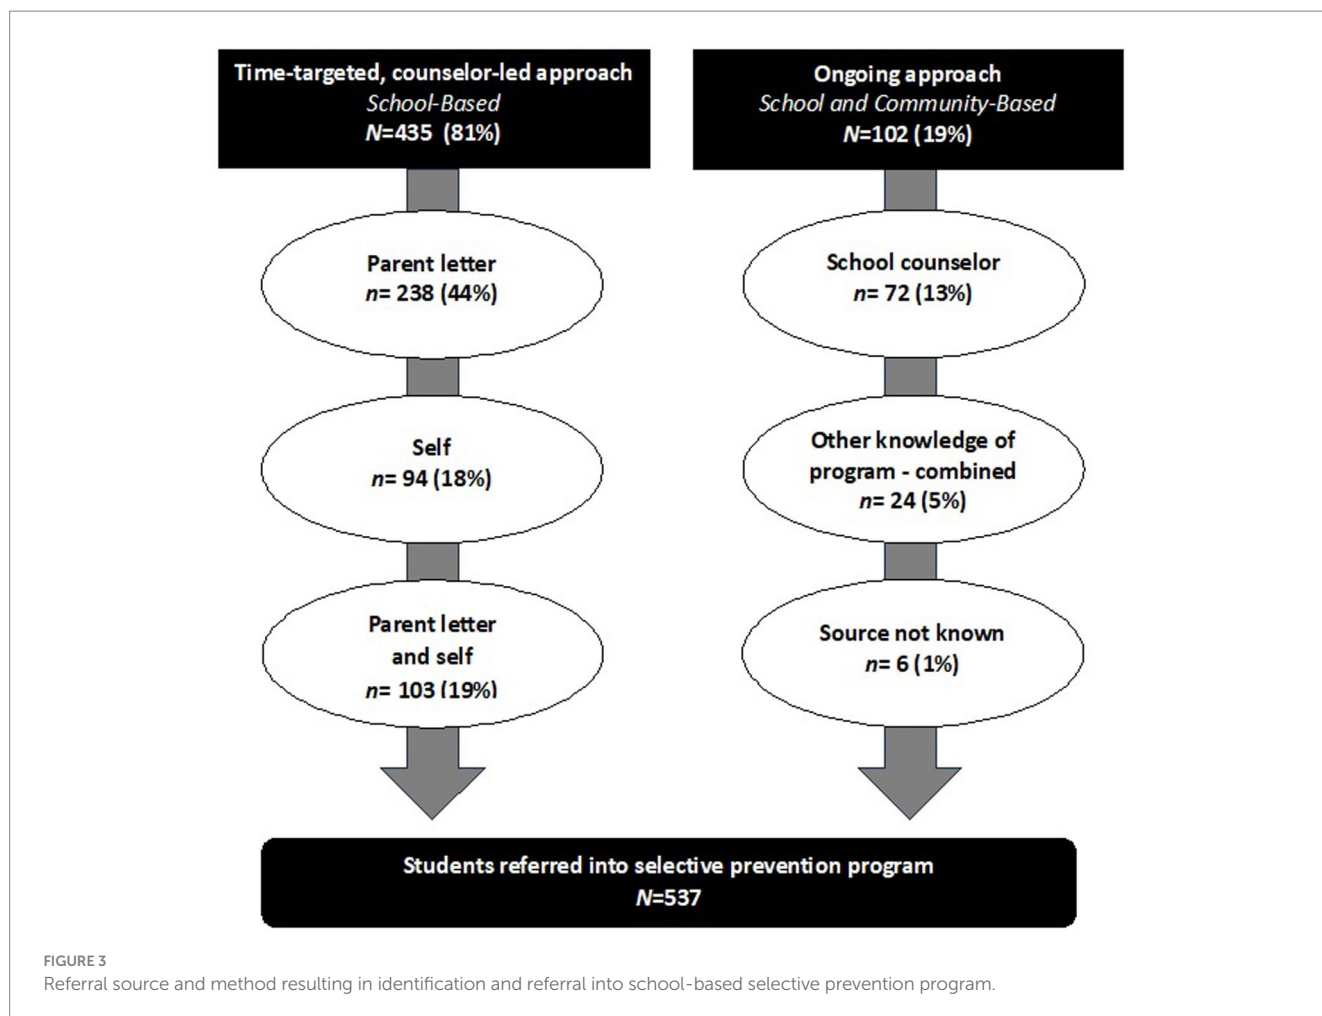 Time-targeted, counselor-led approach
School-Based
N=435 (81%)
Parent letter
n= 238 (44%)
Self
n= 94 (18%)
Parent letter
and self
n= 103 (19%)
Ongoing approach
School and Community-Based
N=102 (19%)
School counselor
n= 72 (13%)
Other knowledge of
program - combined
n= 24 (5%)
Source not known
n= 6 (1%)
Students referred into selective prevention program
N=537
FIGURE 3
Referral source and method resulting in identification and referral into school-based selective prevention program.